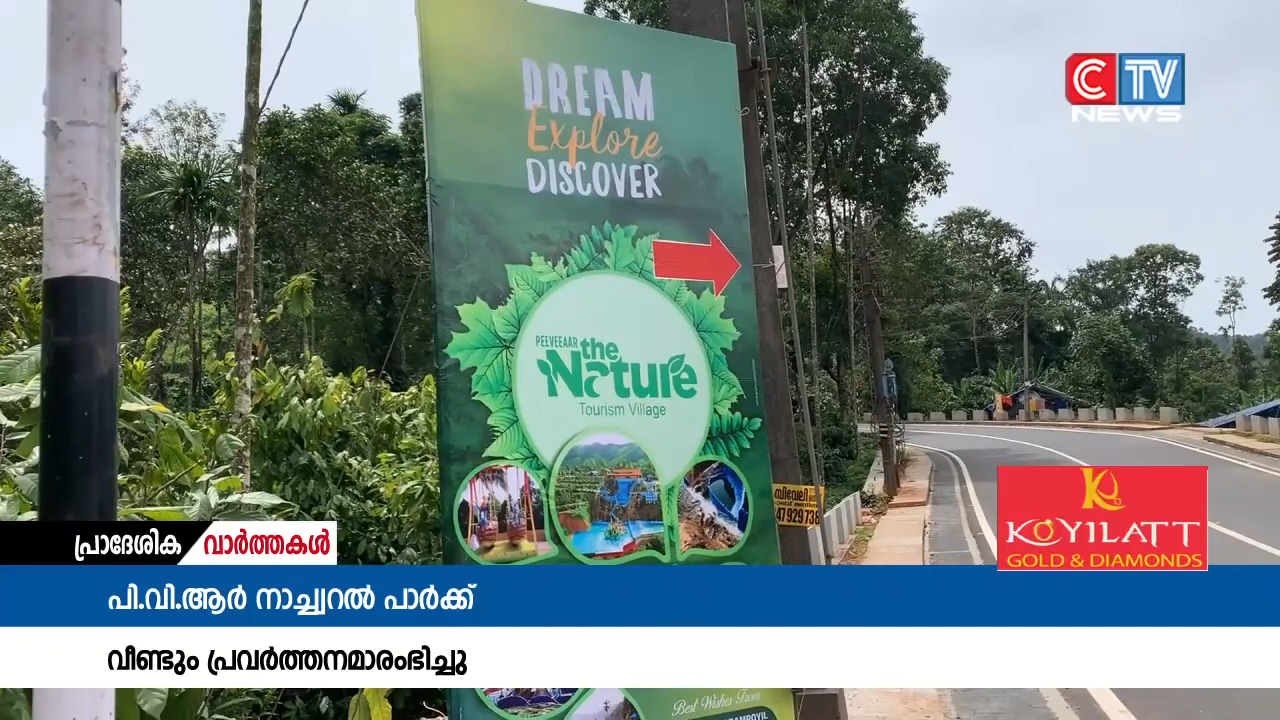 DREAM
Explore
DISCOVER
PEEVEEAAR
the
Nature
Tourism Village
C TV
NEWS
KOYILATT
GOLD & DIAMONDS
പ്രാദേശിക വാർത്തകൾ
പി.വി.ആർ നാച്ച്വറൽ പാർക്ക്
വീണ്ടും പ്രവർത്തനമാരംഭിച്ചു
Best Wishes From